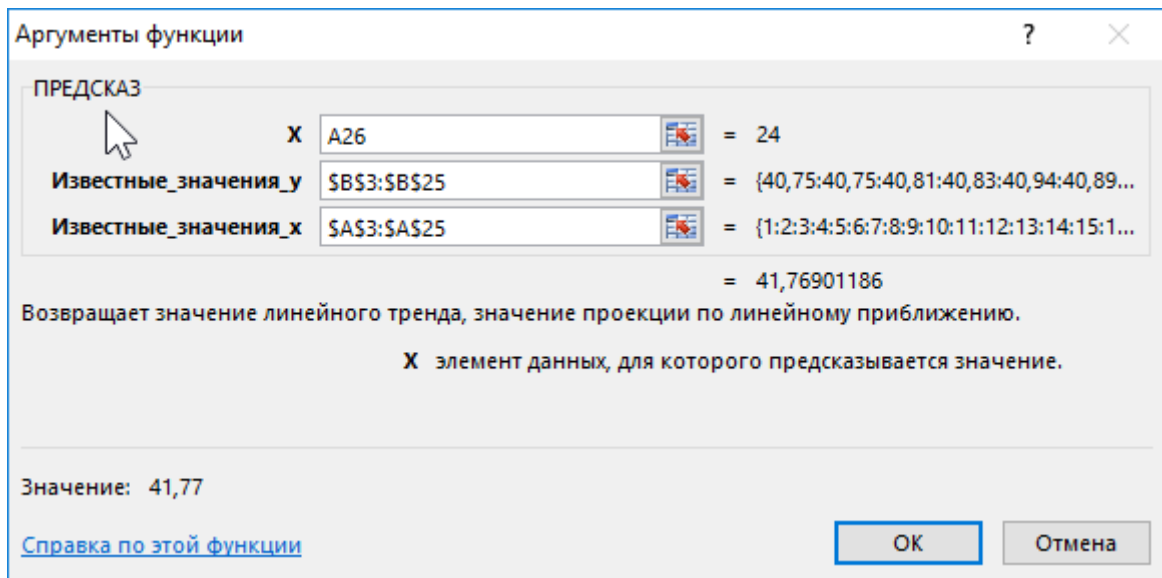 Аргументы функции ?
ПРЕДСКАЗ
X A26 = 24
Известные_значения_y $B$3:$B$25 = {40,75:40,75:40,81:40,83:40,94:40,89...
Известные_значения_x $A$3:$A$25 = {1:2:3:4:5:6:7:8:9:10:11:12:13:14:15:1...
= 41,76901186
Возвращает значение линейного тренда, значение проекции по линейному приближению.
X элемент данных, для которого предсказывается значение.
Значение: 41,77
Справка по этой функции ОК Отмена